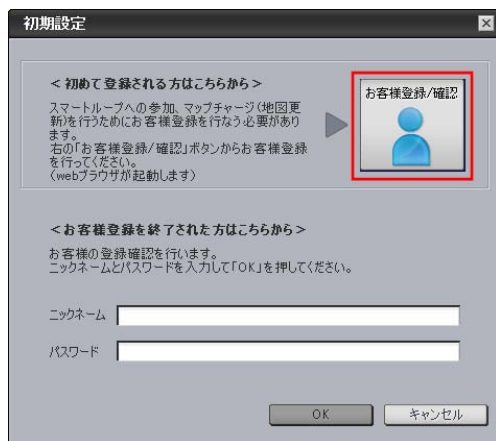 初期設定
＜初めて登録される方はこちらから＞
スマートループへの参加、マップチャージ(地図更
新)を行うためにお客様登録を行なう必要があり
ます。
右の「お客様登録/確認」ボタンからお客様登録
を行ってください。
(webブラウザが起動します)
お客様登録/確認
＜お客様登録を終了された方はこちらから＞
お客様の登録確認を行います。
ニックネームとパスワードを入力して「OK」を押してください。
ニックネーム
パスワード
OK
キャンセル